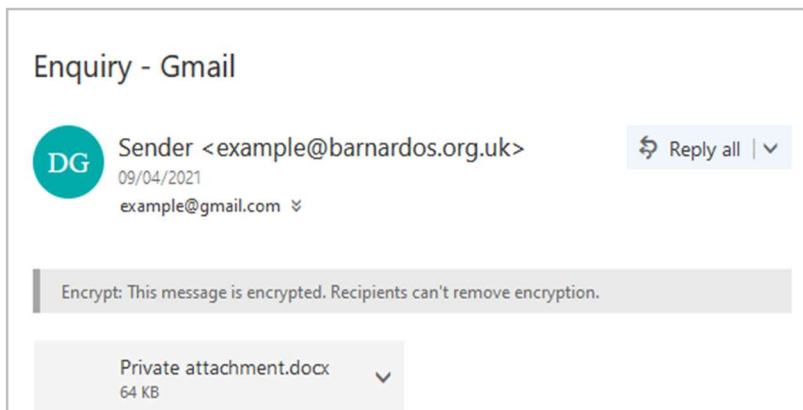 Enquiry - Gmail
DG
Sender <example@barnardos.org.uk>
Reply all
09/04/2021
example@gmail.com
Encrypt: This message is encrypted. Recipients can't remove encryption.
Private attachment.docx
64 KB